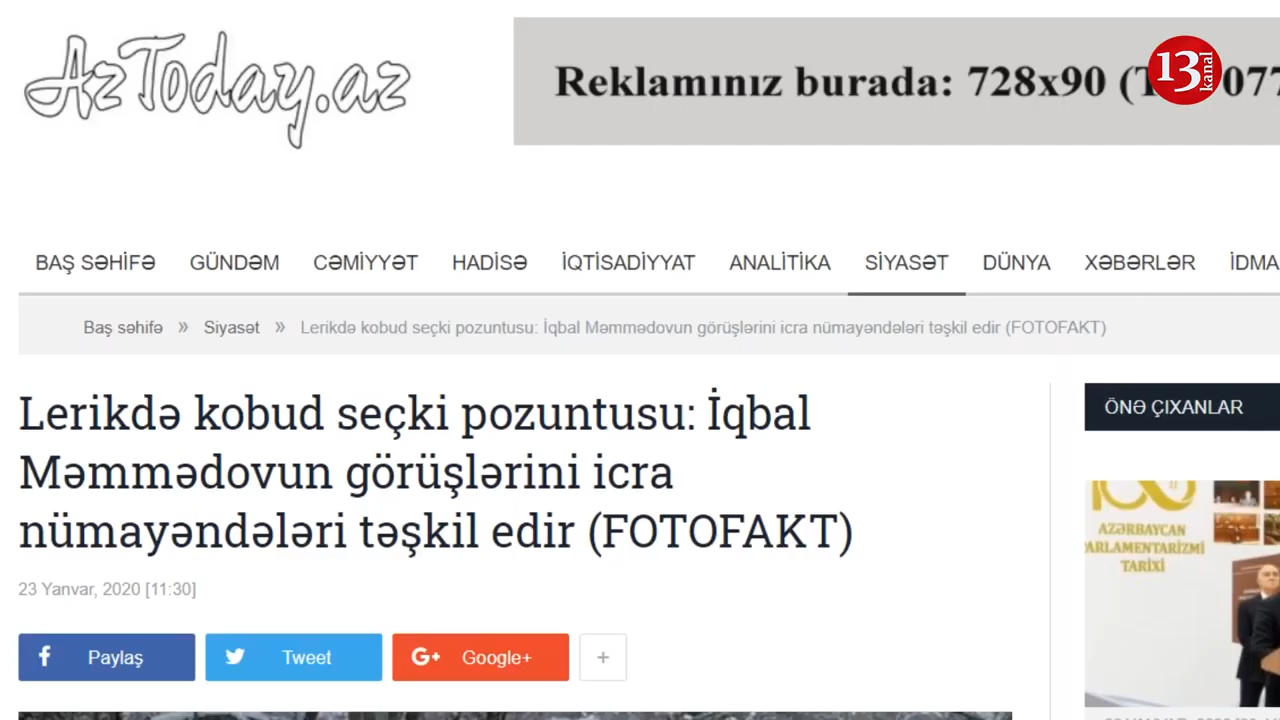 AzToday.az
Reklamınız burada: 728x90
13 kanal
BAŞ SƏHİFƏ GÜNDƏM CƏMİYYƏT HADİSƏ İQTİSADİYYAT ANALİTİKA SİYASƏT DÜNYA XƏBƏRLƏR
Baş səhifə » Siyasət » Lerikdə kobud seçki pozuntusu: İqbal Məmmədovun görüşlərini icra nümayəndələri təşkil edir (FOTOFAKT)
Lerikdə kobud seçki pozuntusu: İqbal
Məmmədovun görüşlərini icra
nümayəndələri təşkil edir (FOTOFAKT)
23 Yanvar, 2020 [11:30]
f Paylaş Tweet G+ Google+ +
ÖNƏ ÇIXANLAR
AZƏRBAYCAN
PARLAMENTARİZMİ
TARİXİ